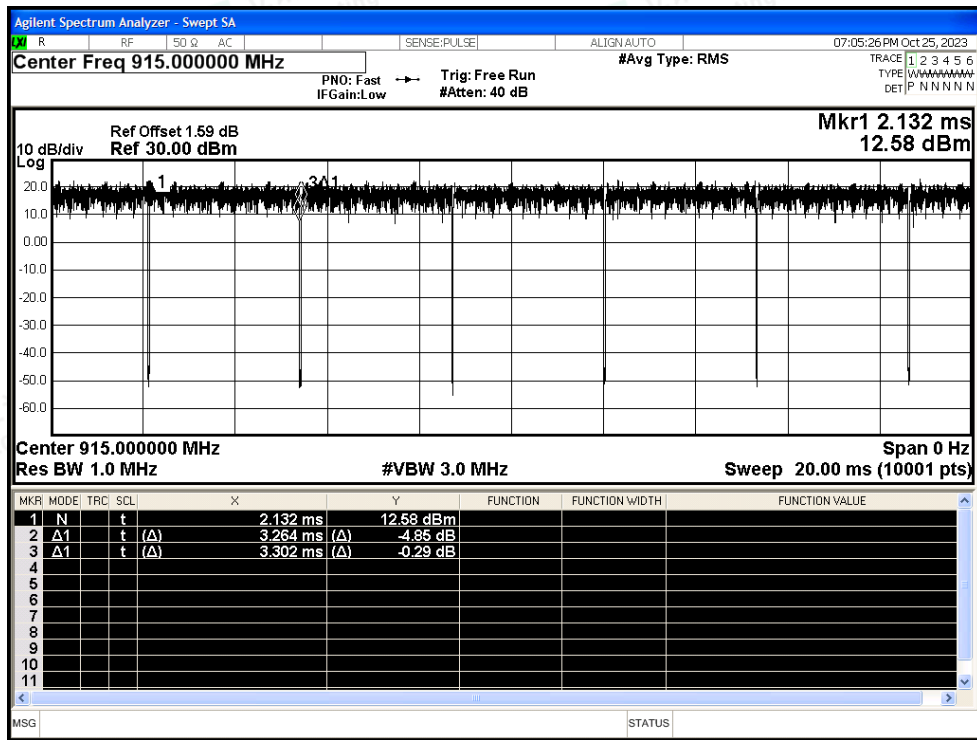 Agilent Spectrum Analyzer - Swept SA
LXI R RF 50 Ω AC SENSE:PULSE ALIGN AUTO 07:05:26 PM Oct 25, 2023
Center Freq 915.000000 MHz #Avg Type: RMS TRACE 1 2 3 4 5 6
PNO: Fast Trig: Free Run TYPE WWWWWW
IFGain:Low #Atten: 40 dB DET P N N N N N
Mkr1 2.132 ms
Ref Offset 1.59 dB
10 dB/div Ref 30.00 dBm 12.58 dBm
Log
20.0 1 3Δ1
10.0
0.00
-10.0
-20.0
-30.0
-40.0
-50.0
-60.0
Center 915.000000 MHz Span 0 Hz
Res BW 1.0 MHz #VBW 3.0 MHz Sweep 20.00 ms (10001 pts)
MKR MODE TRC SCL X Y FUNCTION FUNCTION WIDTH FUNCTION VALUE
1 N t 2.132 ms 12.58 dBm
2 Δ1 t (Δ) 3.264 ms (Δ) -4.85 dB
3 Δ1 t (Δ) 3.302 ms (Δ) -0.29 dB
4
5
6
7
8
9
10
11
MSG STATUS